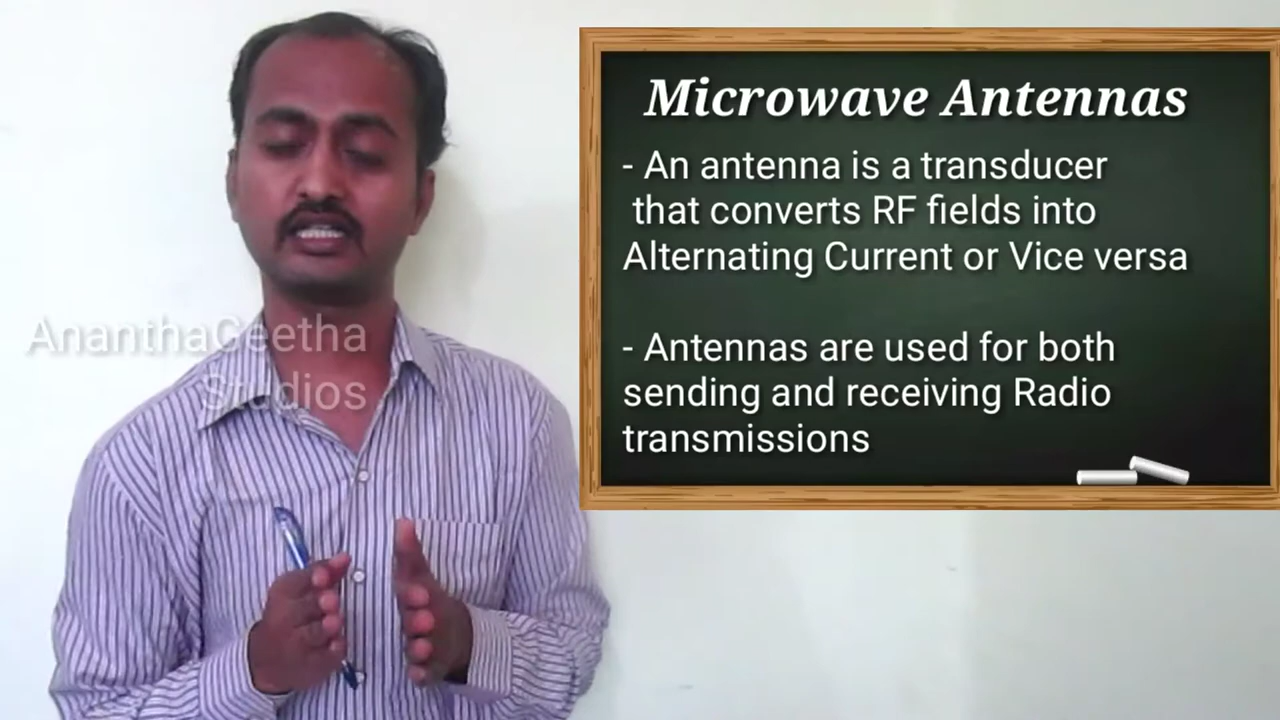 Microwave Antennas
- An antenna is a transducer
that converts RF fields into
Alternating Current or Vice versa
- Antennas are used for both
sending and receiving Radio
transmissions
AnanthaGeetha
Studios